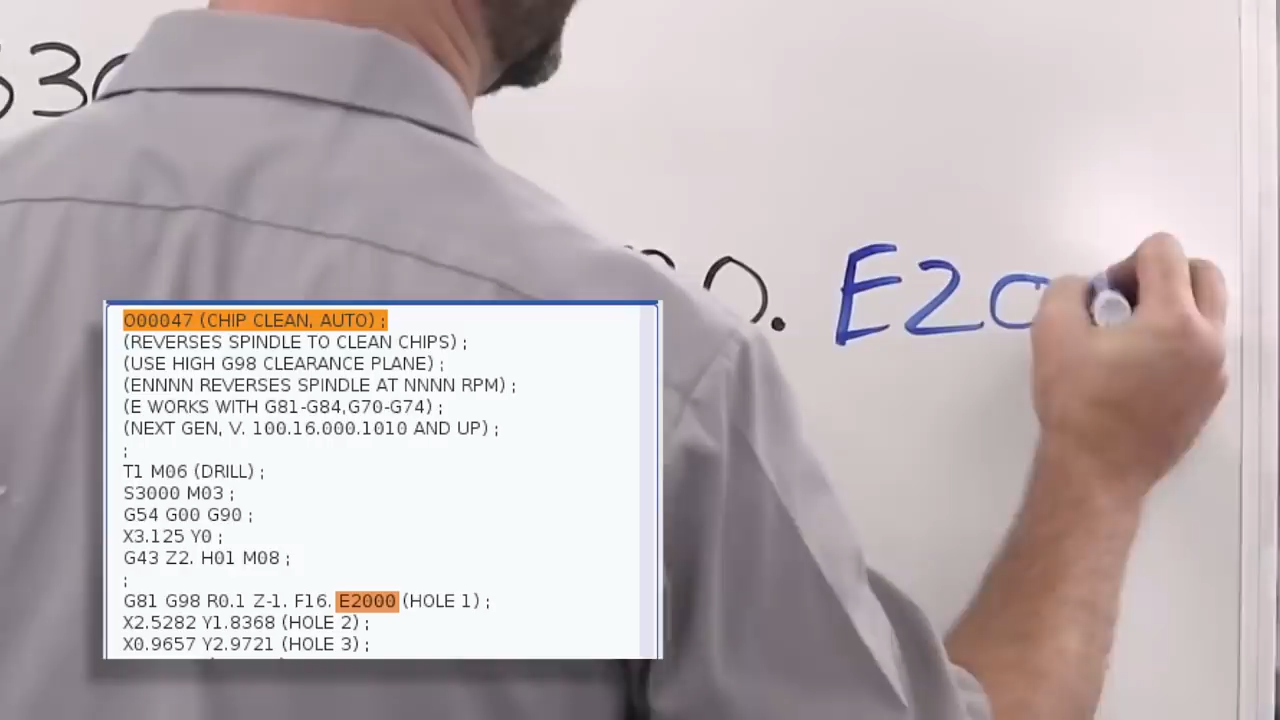 530
0. E20
O00047 (CHIP CLEAN, AUTO) ;
(REVERSES SPINDLE TO CLEAN CHIPS) ;
(USE HIGH G98 CLEARANCE PLANE) ;
(ENNNN REVERSES SPINDLE AT NNNN RPM) ;
(E WORKS WITH G81-G84,G70-G74) ;
(NEXT GEN, V. 100.16.000.1010 AND UP) ;
;
T1 M06 (DRILL) ;
S3000 M03 ;
G54 G00 G90 ;
X3.125 Y0 ;
G43 Z2. H01 M08 ;
;
G81 G98 R0.1 Z-1. F16. E2000 (HOLE 1) ;
X2.5282 Y1.8368 (HOLE 2) ;
X0.9657 Y2.9721 (HOLE 3) ;